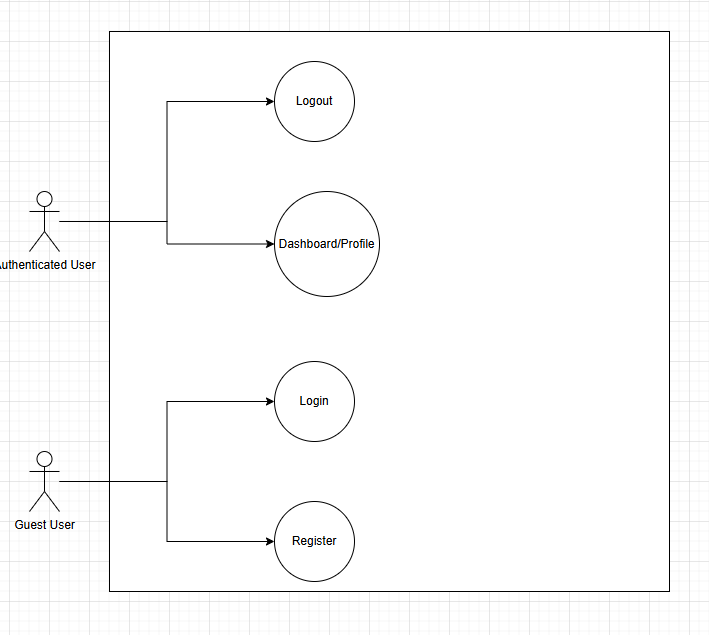 Logout
Dashboard/Profile
uthenticated User
Login
Guest User
Register